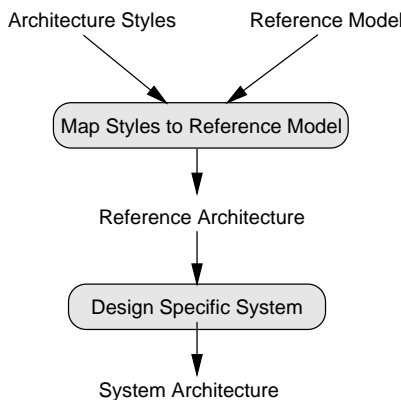 Architecture Styles
Reference Model
Map Styles to Reference Model
Reference Architecture
Design Specific System
System Architecture